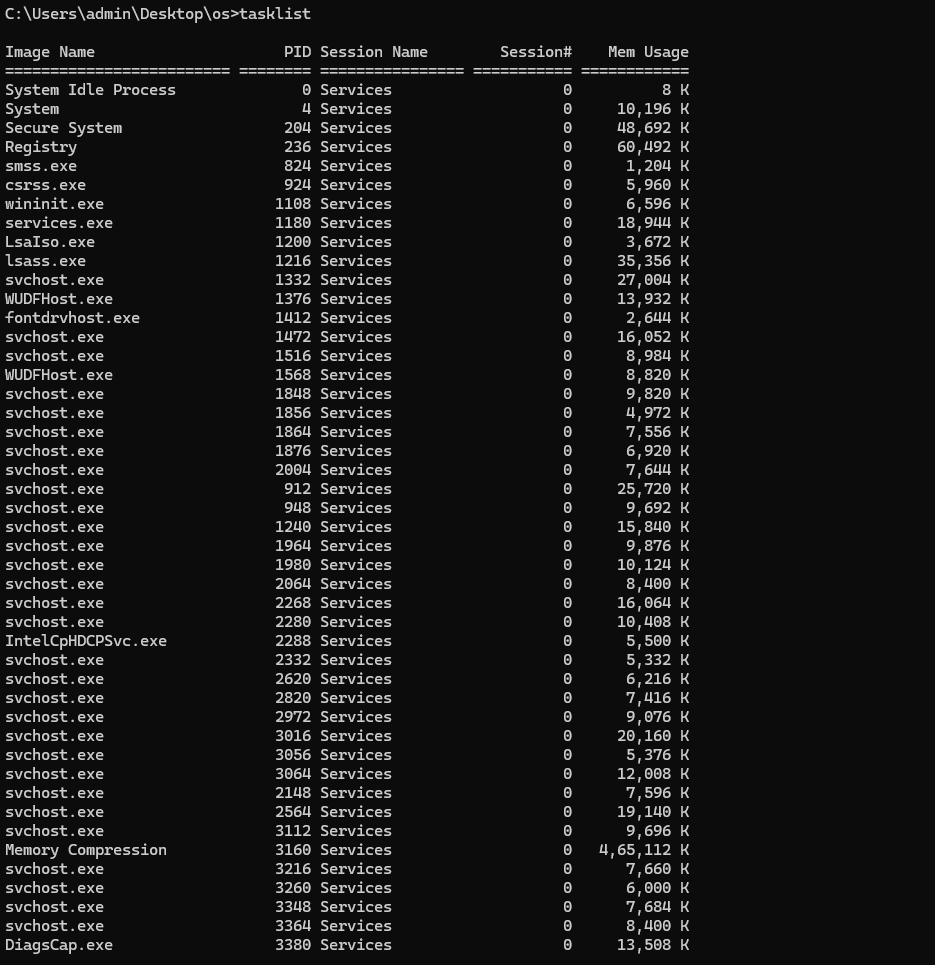 C:\Users\admin\Desktop\os>tasklist

Image Name                     PID Session Name        Session#    Mem Usage
========================= ======== ================ =========== ============
System Idle Process              0 Services                   0          8 K
System                           4 Services                   0     10,196 K
Secure System                  204 Services                   0     48,692 K
Registry                       236 Services                   0     60,492 K
smss.exe                       824 Services                   0      1,204 K
csrss.exe                      924 Services                   0      5,960 K
wininit.exe                   1108 Services                   0      6,596 K
services.exe                  1180 Services                   0     18,944 K
LsaIso.exe                    1200 Services                   0      3,672 K
lsass.exe                     1216 Services                   0     35,356 K
svchost.exe                   1332 Services                   0     27,004 K
WUDFHost.exe                  1376 Services                   0     13,932 K
fontdrvhost.exe               1412 Services                   0      2,644 K
svchost.exe                   1472 Services                   0     16,052 K
svchost.exe                   1516 Services                   0      8,984 K
WUDFHost.exe                  1568 Services                   0      8,820 K
svchost.exe                   1848 Services                   0      9,820 K
svchost.exe                   1856 Services                   0      4,972 K
svchost.exe                   1864 Services                   0      7,556 K
svchost.exe                   1876 Services                   0      6,920 K
svchost.exe                   2004 Services                   0      7,644 K
svchost.exe                    912 Services                   0     25,720 K
svchost.exe                    948 Services                   0      9,692 K
svchost.exe                   1240 Services                   0     15,840 K
svchost.exe                   1964 Services                   0      9,876 K
svchost.exe                   1980 Services                   0     10,124 K
svchost.exe                   2064 Services                   0      8,400 K
svchost.exe                   2268 Services                   0     16,064 K
svchost.exe                   2280 Services                   0     10,408 K
IntelCpHDCPSvc.exe            2288 Services                   0      5,500 K
svchost.exe                   2332 Services                   0      5,332 K
svchost.exe                   2620 Services                   0      6,216 K
svchost.exe                   2820 Services                   0      7,416 K
svchost.exe                   2972 Services                   0      9,076 K
svchost.exe                   3016 Services                   0     20,160 K
svchost.exe                   3056 Services                   0      5,376 K
svchost.exe                   3064 Services                   0     12,008 K
svchost.exe                   2148 Services                   0      7,596 K
svchost.exe                   2564 Services                   0     19,140 K
svchost.exe                   3112 Services                   0      9,696 K
Memory Compression            3160 Services                   0   4,65,112 K
svchost.exe                   3216 Services                   0      7,660 K
svchost.exe                   3260 Services                   0      6,000 K
svchost.exe                   3348 Services                   0      7,684 K
svchost.exe                   3364 Services                   0      8,400 K
DiagsCap.exe                  3380 Services                   0     13,508 K